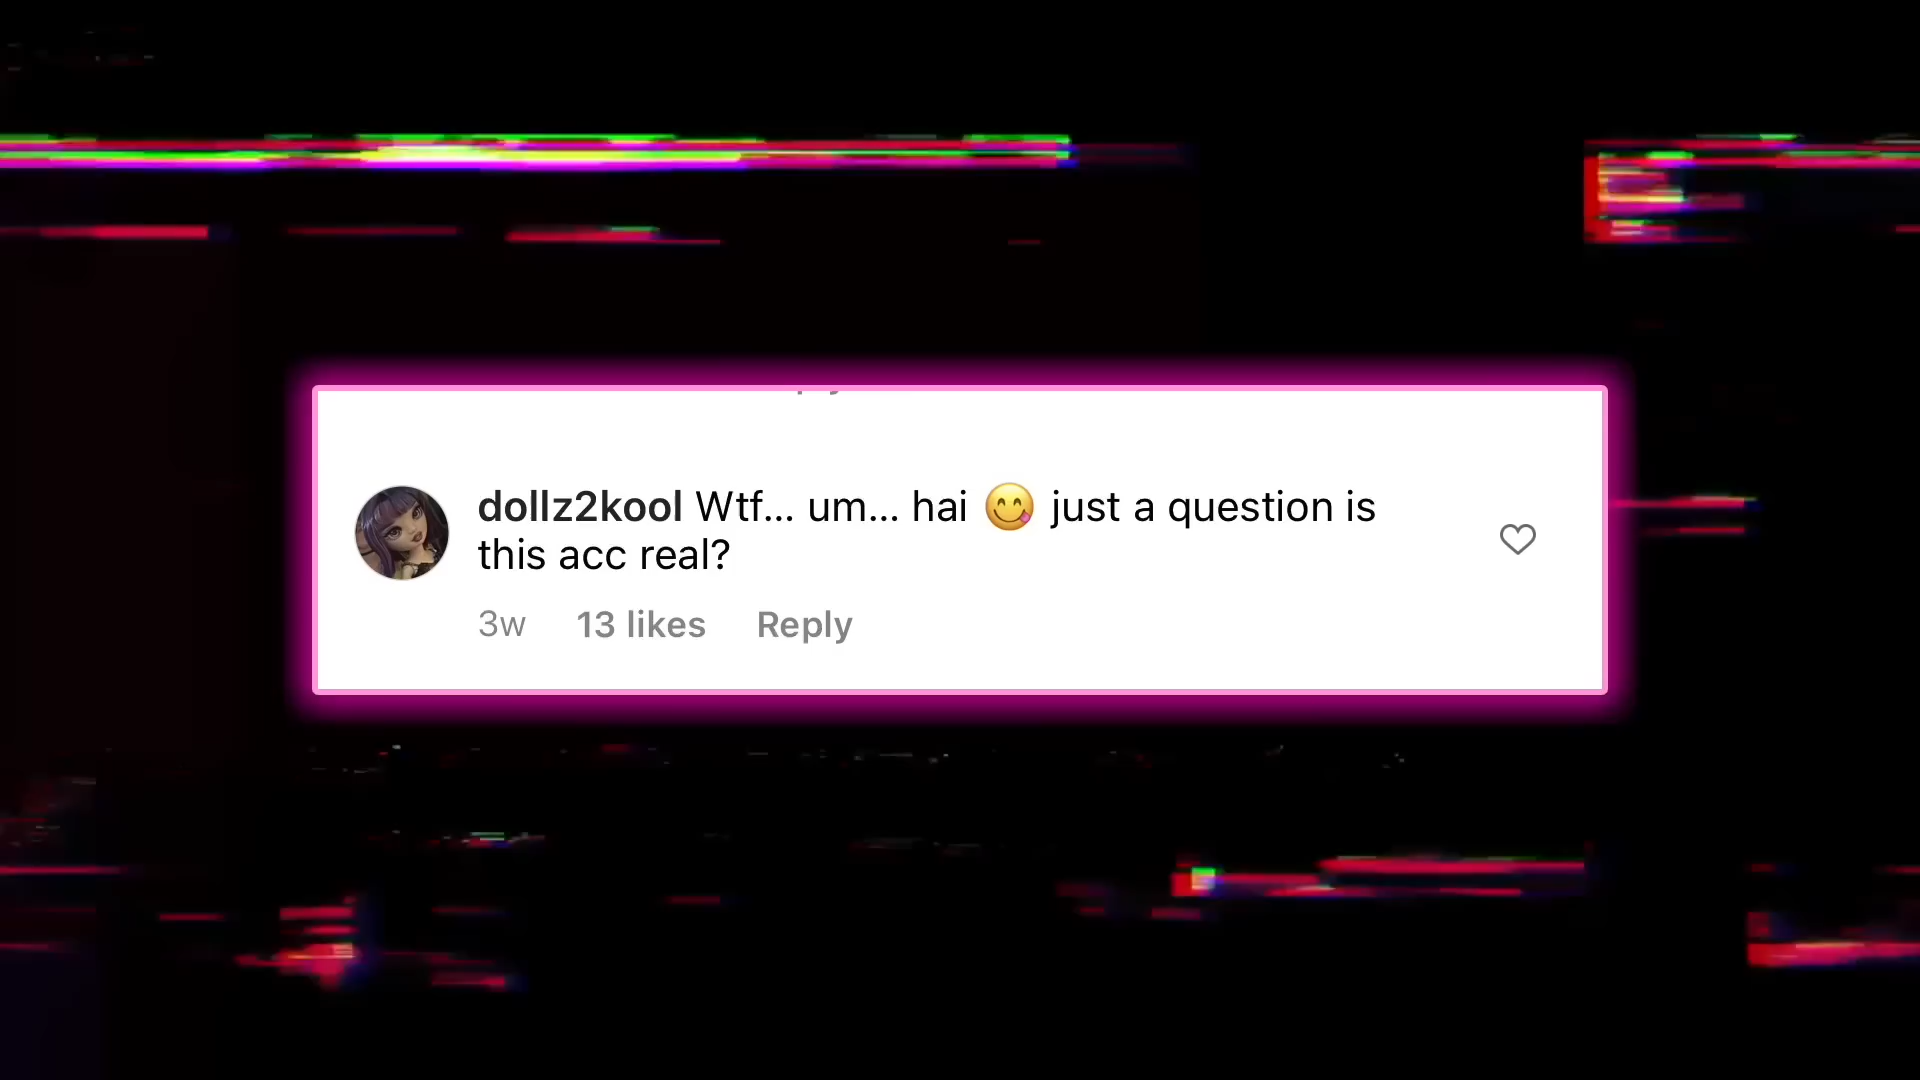 dollz2kool Wtf... um... hai 😋 just a question is
this acc real?
3w 13 likes Reply